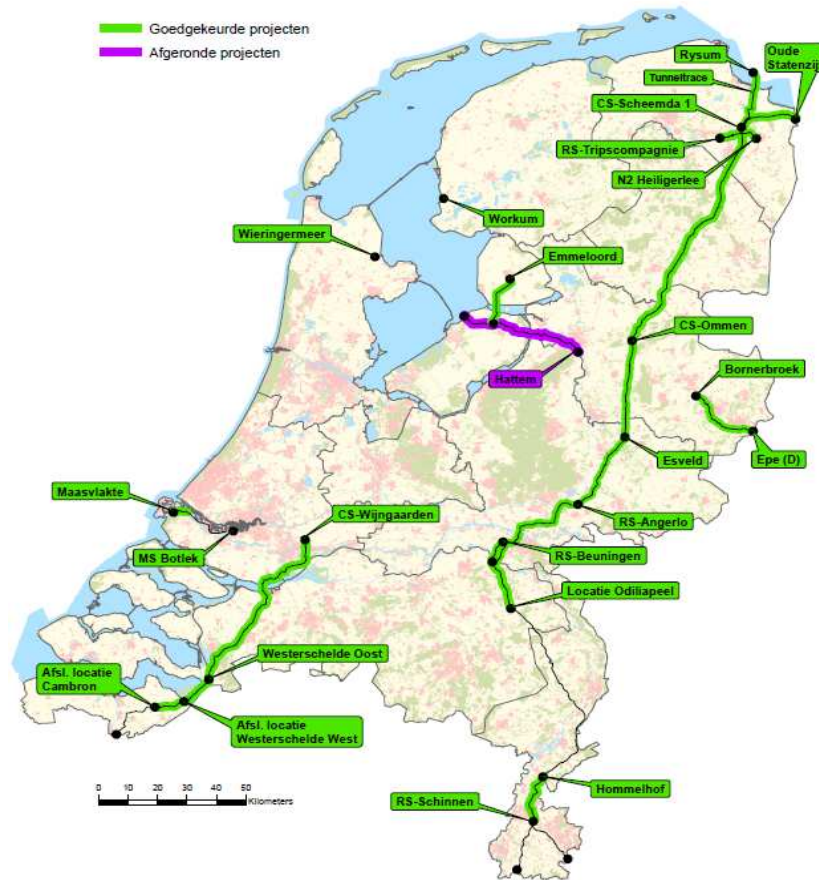 Goedgekeurde projecten
Afgeronde projecten
Rysum
Oude
Statenzijl
Tunneltrace
CS-Scheemda 1
RS-Tripscompagnie
N2 Heiligerlee
Workum
Wieringermeer
Emmeloord
CS-Ommen
Hattem
Bornerbroek
Esveld
Epe (D)
Maasvlakte
CS-Wijngaarden
RS-Angerlo
MS Botlek
RS-Beuningen
Locatie Odiliapeel
Westerschelde Oost
Afsl. locatie
Cambron
Afsl. locatie
Westerschelde West
0 10 20 30 40 50
Kilometers
Hommelhof
RS-Schinnen